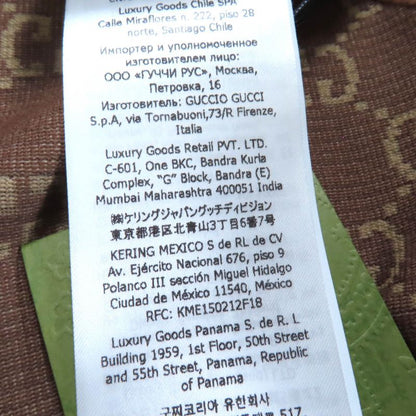 Luxury Goods Chile SPA
Calle Miraflores n. 222, piso 28
norte, Santiago Chile
Импортер и уполномоченное
изготовителем лицо:
ООО «ГУЧЧИ РУС», Москва,
Петровка, 16
Изготовитель: GUCCIO GUCCI
S.p.A, via Tornabuoni,73/R Firenze,
Italia
Luxury Goods Retail PVT. LTD.
C-601, One BKC, Bandra Kurla
Complex, “G” Block, Bandra (E)
Mumbai Maharashtra 400051 India
㈱ケリングジャパングッチディビジョン
東京都港区北青山3丁目6番7号
KERING MEXICO S de RL de CV
Av. Ejército Nacional 676, piso 9
Polanco III sección Miguel Hidalgo
Ciudad de México 11540, México
RFC: KME150212F18
Luxury Goods Panama S. de R. L
Building 1959, 1st Floor, 50th Street
and 55th Street, Panama, Republic
of Panama
구찌코리아 유한회사
517